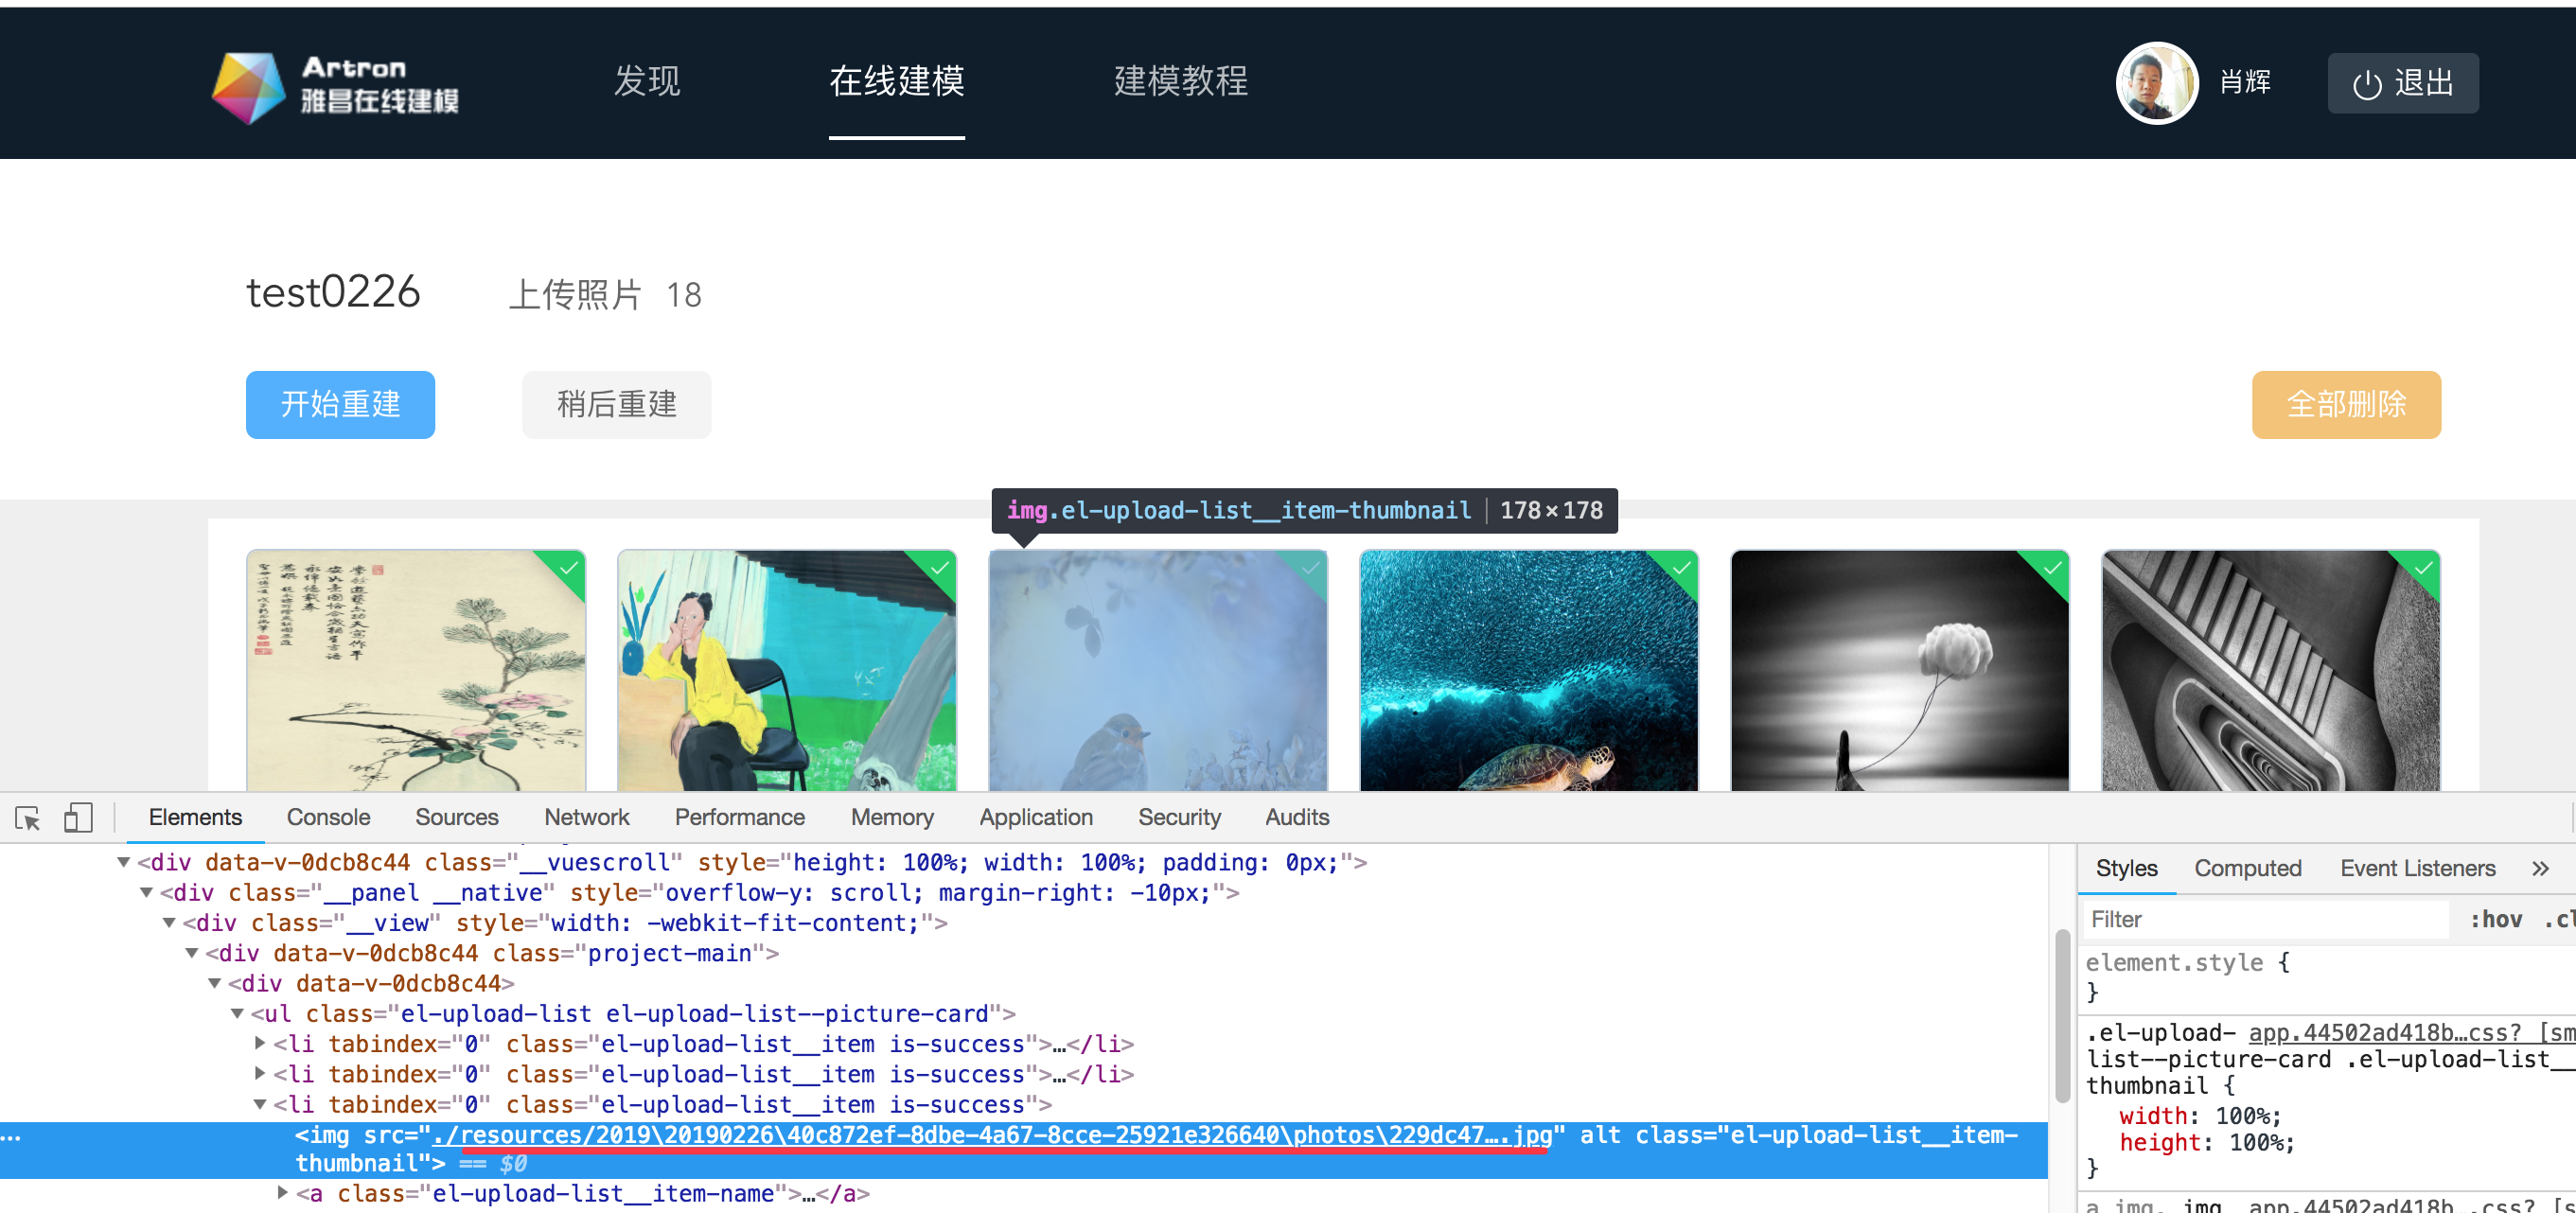 Artron
雅昌在线建模
发现
在线建模
建模教程
肖辉
退出
test0226
上传照片 18
开始重建
稍后重建
全部删除
img.el-upload-list__item-thumbnail | 178×178
Elements
Console
Sources
Network
Performance
Memory
Application
Security
Audits
<div data-v-0dcb8c44 class="__vuescroll" style="height: 100%; width: 100%; padding: 0px;">
<div class="__panel __native" style="overflow-y: scroll; margin-right: -10px;">
<div class="__view" style="width: -webkit-fit-content;">
<div data-v-0dcb8c44 class="project-main">
<div data-v-0dcb8c44>
<ul class="el-upload-list el-upload-list--picture-card">
<li tabindex="0" class="el-upload-list__item is-success">…</li>
<li tabindex="0" class="el-upload-list__item is-success">…</li>
<li tabindex="0" class="el-upload-list__item is-success">
<img src="./resources/2019\20190226\40c872ef-8dbe-4a67-8cce-25921e326640\photos\229dc47….jpg" alt class="el-upload-list__item-
thumbnail"> == $0
<a class="el-upload-list__item-name">…</a>
Styles
Computed
Event Listeners
»
Filter
:hov
.cl
element.style {
}
.el-upload- app.44502ad418b…css? [sm
list--picture-card .el-upload-list__
thumbnail {
width: 100%;
height: 100%;
}
a img, img, app.44502ad418b…css? [s